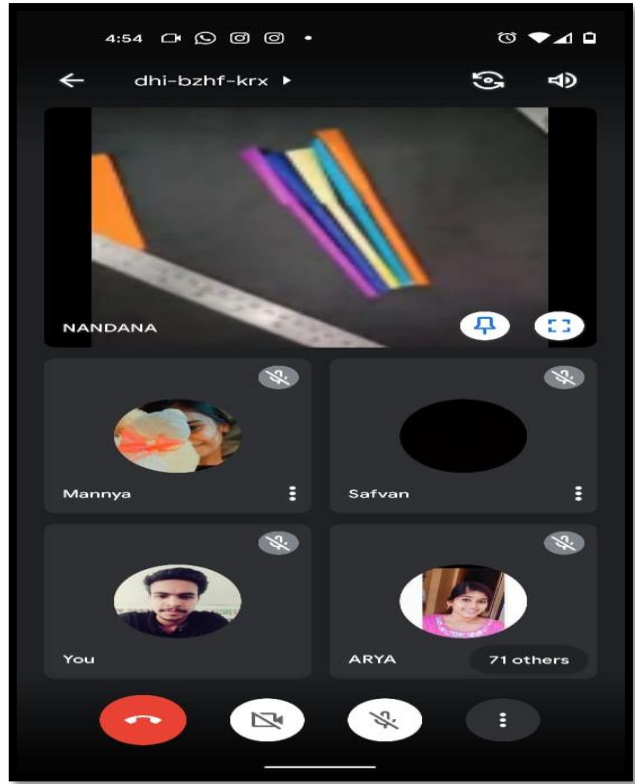 4:54
dhi-bzhf-krx
NANDANA
Mannya
Safvan
You
ARYA
71 others